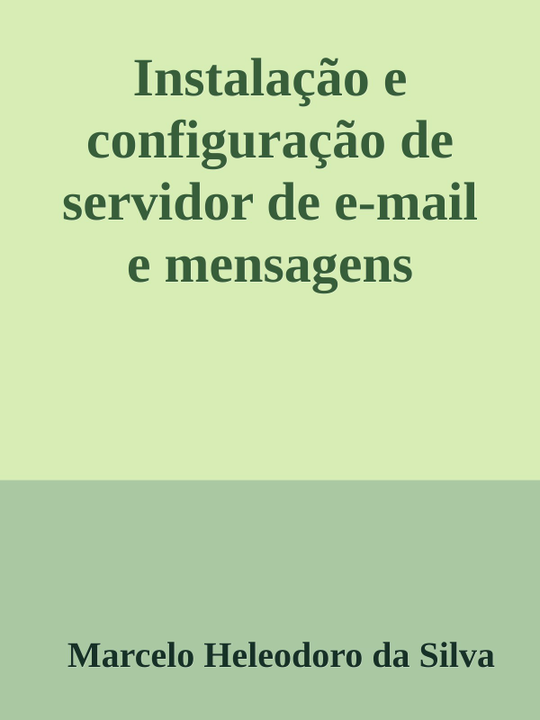 Instalação e
configuração de
servidor de e-mail
e mensagens
Marcelo Heleodoro da Silva